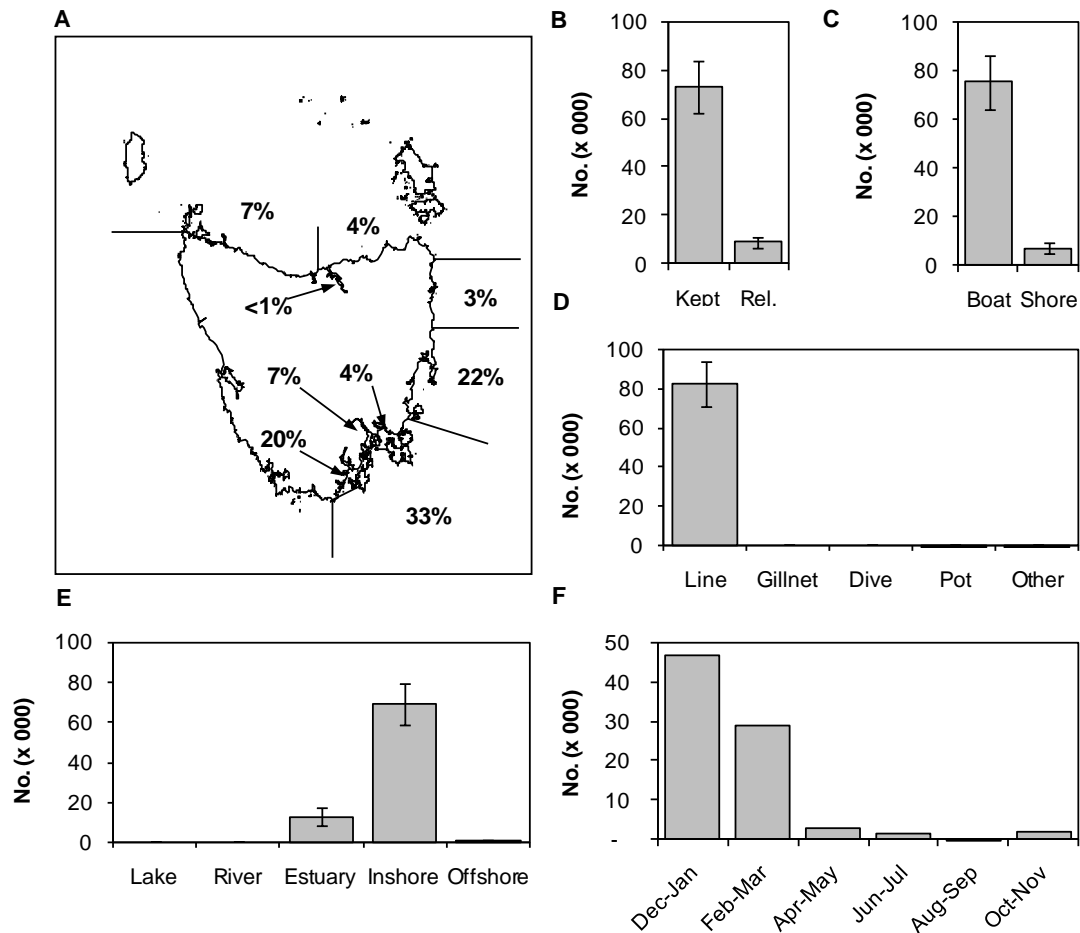 A
7%
4%
<1%
3%
7%
4%
22%
20%
33%
B
No. (x 000)
100
80
60
40
20
0
Kept Rel.
C
No. (x 000)
100
80
60
40
20
0
Boat Shore
D
No. (x 000)
100
80
60
40
20
0
Line Gillnet Dive Pot Other
E
No. (x 000)
100
80
60
40
20
0
Lake River Estuary Inshore Offshore
F
No. (x 000)
50
40
30
20
10
-
Dec-Jan Feb-Mar Apr-May Jun-Jul Aug-Sep Oct-Nov